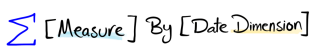 ∑ [Measure] By [Date Dimension]